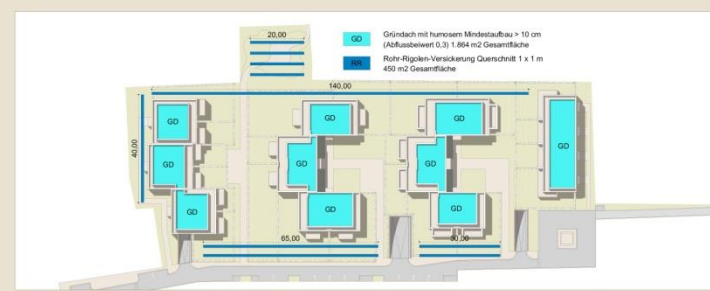 20,00
GD
Gründach mit humosem Mindestaufbau > 10 cm
(Abflussbeiwert 0,3) 1.864 m2 Gesamtfläche
RR
Rohr-Rigolen-Versickerung Querschnitt 1 x 1 m
450 m2 Gesamtfläche
140,00
40,00
GD
GD
GD
GD
GD
GD
GD
GD
GD
GD
65,00
30,00